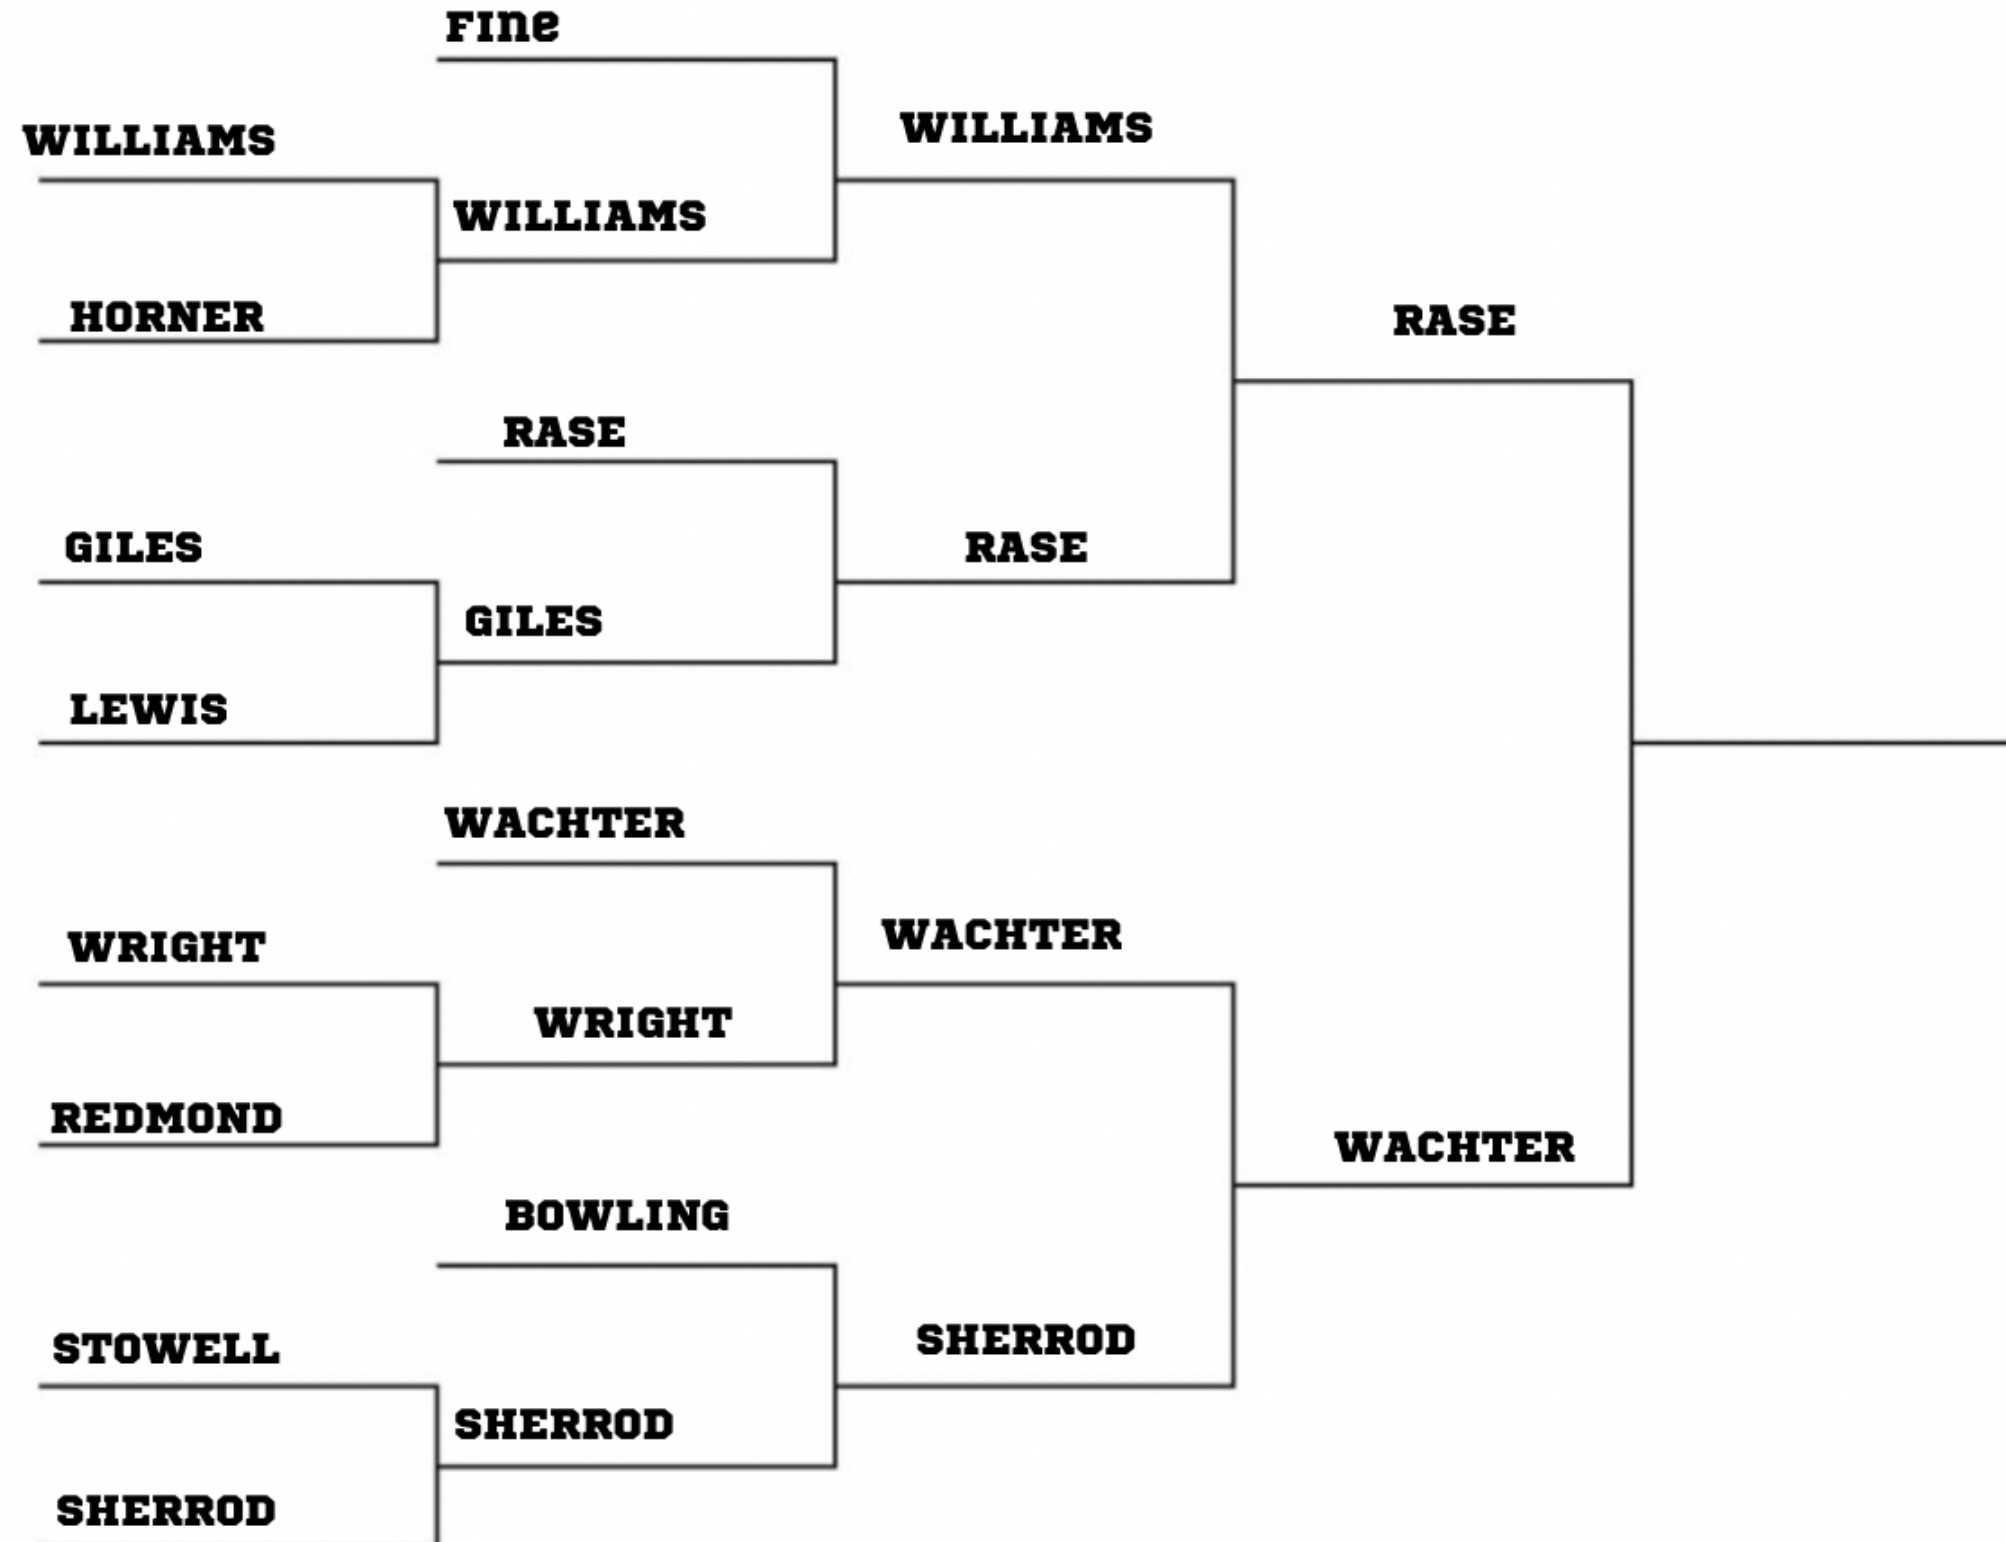 Fine
WILLIAMS
WILLIAMS
WILLIAMS
HORNER
RASE
RASE
GILES
RASE
GILES
LEWIS
WACHTER
WRIGHT
WACHTER
WRIGHT
REDMOND
WACHTER
BOWLING
STOWELL
SHERROD
SHERROD
SHERROD